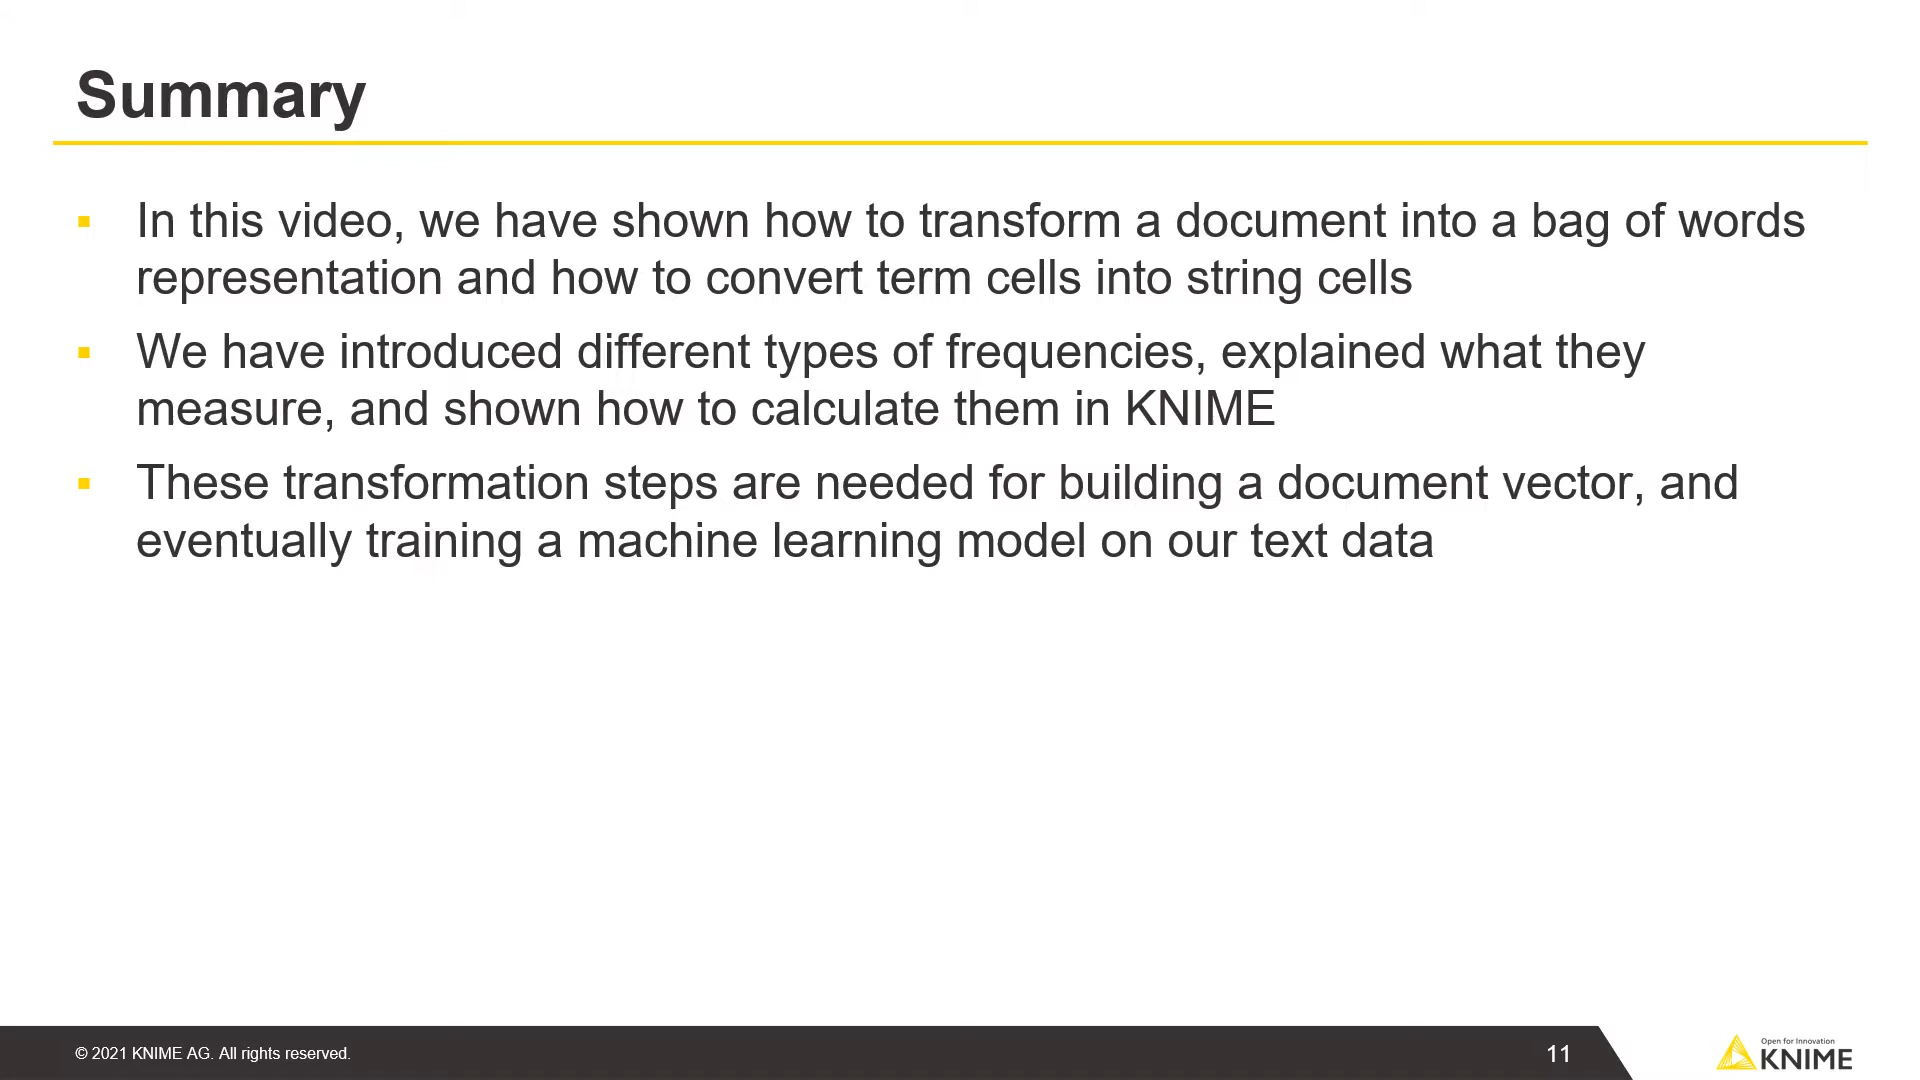 Summary
▪ In this video, we have shown how to transform a document into a bag of words
representation and how to convert term cells into string cells
▪ We have introduced different types of frequencies, explained what they
measure, and shown how to calculate them in KNIME
▪ These transformation steps are needed for building a document vector, and
eventually training a machine learning model on our text data
© 2021 KNIME AG. All rights reserved.
11
Open for Innovation
KNIME